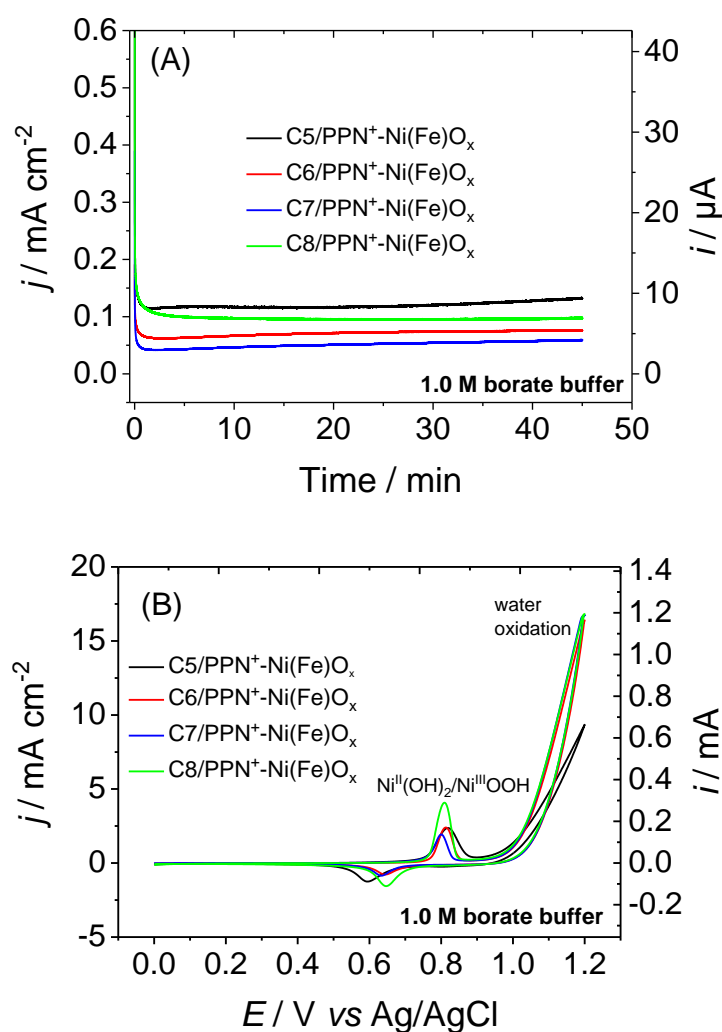 (A)
0.6
0.5
0.4
0.3
0.2
0.1
0.0
j / mA cm⁻²
40
30
20
10
0
i / µA
C5/PPN⁺-Ni(Fe)Oₓ
C6/PPN⁺-Ni(Fe)Oₓ
C7/PPN⁺-Ni(Fe)Oₓ
C8/PPN⁺-Ni(Fe)Oₓ
1.0 M borate buffer
0 10 20 30 40 50
Time / min
(B)
20
15
10
5
0
-5
j / mA cm⁻²
1.4
1.2
1.0
0.8
0.6
0.4
0.2
0.0
-0.2
i / mA
water
oxidation
C5/PPN⁺-Ni(Fe)Oₓ
C6/PPN⁺-Ni(Fe)Oₓ
C7/PPN⁺-Ni(Fe)Oₓ
C8/PPN⁺-Ni(Fe)Oₓ
Niᴵᴵ(OH)₂/NiᴵᴵᴵOOH
1.0 M borate buffer
0.0 0.2 0.4 0.6 0.8 1.0 1.2
E / V vs Ag/AgCl